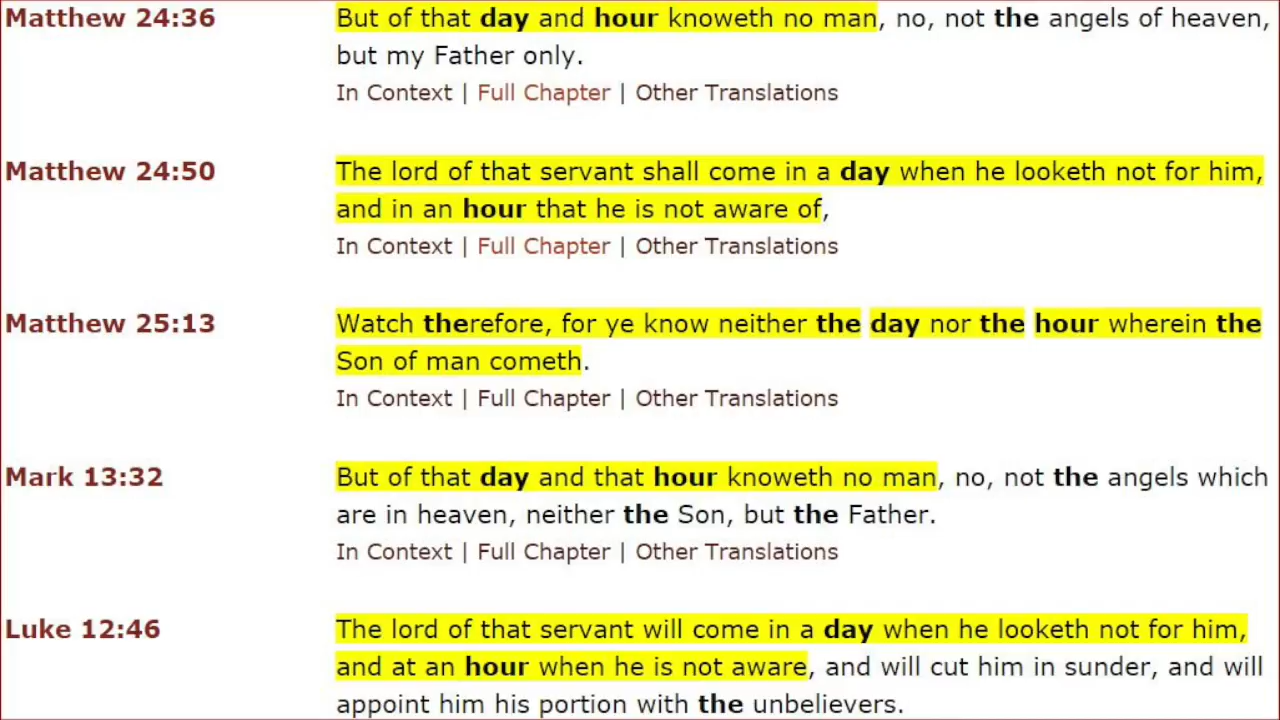 Matthew 24:36 But of that day and hour knoweth no man, no, not the angels of heaven,
but my Father only.
In Context | Full Chapter | Other Translations
Matthew 24:50 The lord of that servant shall come in a day when he looketh not for him,
and in an hour that he is not aware of,
In Context | Full Chapter | Other Translations
Matthew 25:13 Watch therefore, for ye know neither the day nor the hour wherein the
Son of man cometh.
In Context | Full Chapter | Other Translations
Mark 13:32 But of that day and that hour knoweth no man, no, not the angels which
are in heaven, neither the Son, but the Father.
In Context | Full Chapter | Other Translations
Luke 12:46 The lord of that servant will come in a day when he looketh not for him,
and at an hour when he is not aware, and will cut him in sunder, and will
appoint him his portion with the unbelievers.